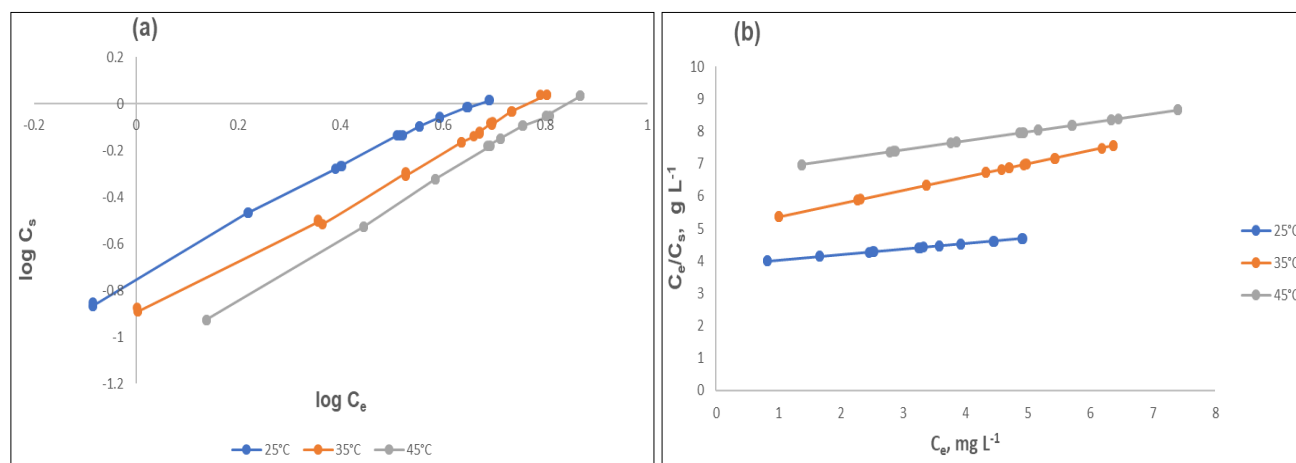 (a)
0.2
0
-0.2
-0.4
-0.6
-0.8
-1
-1.2
-0.2 0.2 0.4 0.6 0.8 1
log Cₛ
log Cₑ
25°C 35°C 45°C
(b)
10
9
8
7
6
5
4
3
2
1
0
0 1 2 3 4 5 6 7 8
Cₑ/Cₛ, g L⁻¹
Cₑ, mg L⁻¹
25°C
35°C
45°C